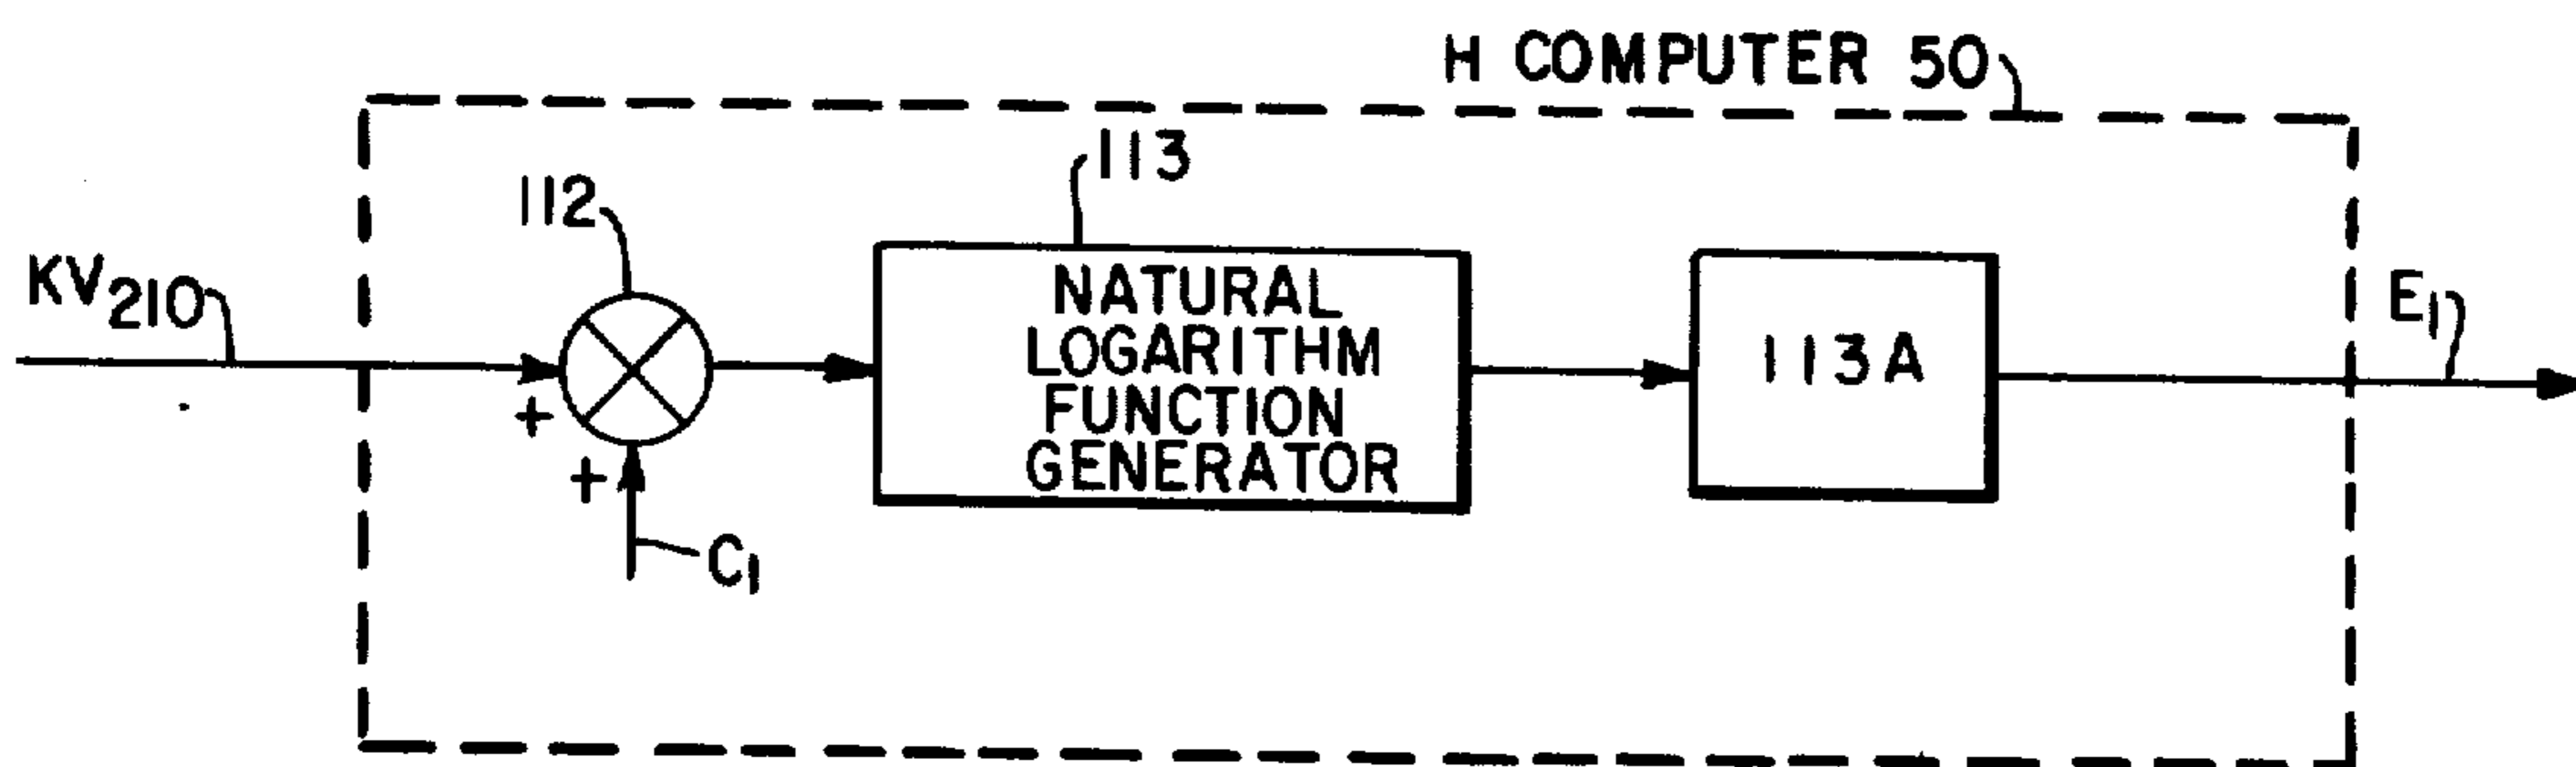 H COMPUTER 50
113
112
KV210
NATURAL
LOGARITHM
FUNCTION
GENERATOR
113A
E1
+
+
C1